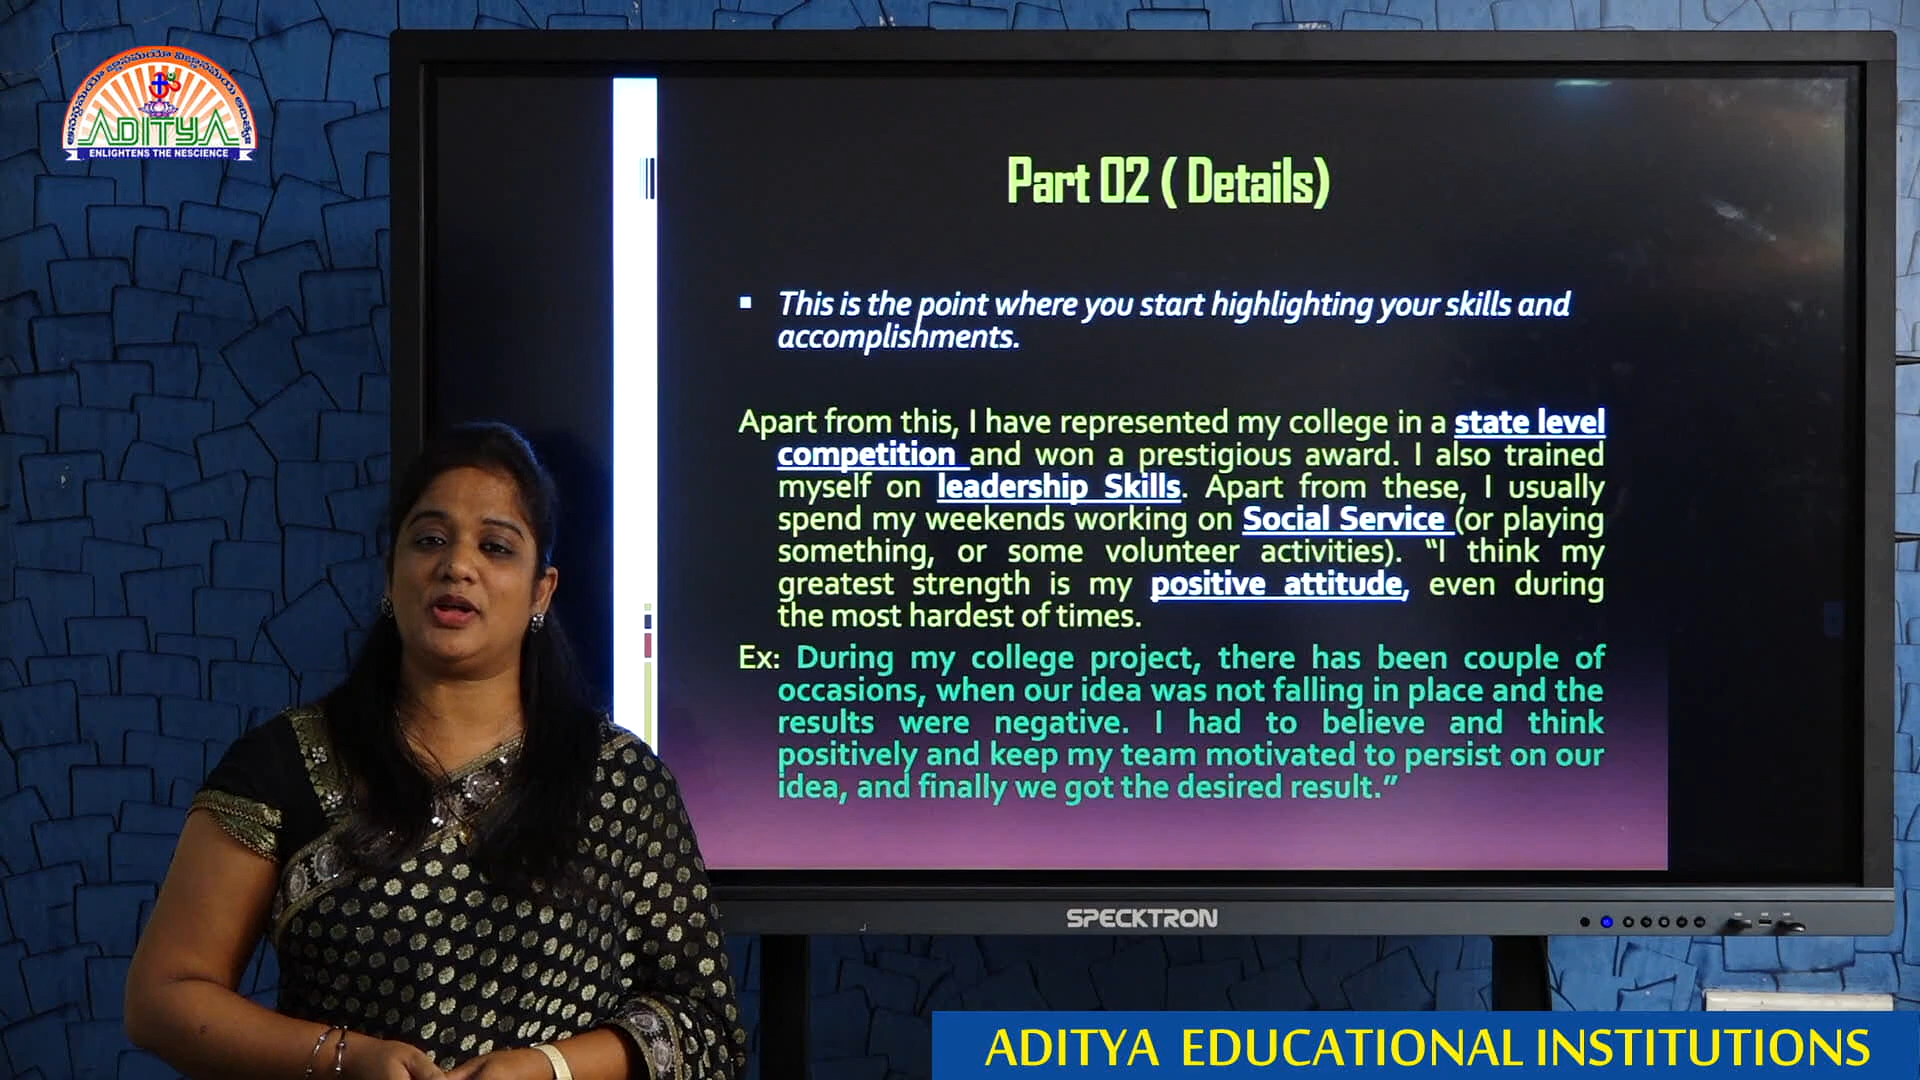 ADITYA
ENLIGHTENS THE NESCIENCE
Part 02 ( Details)
This is the point where you start highlighting your skills and
accomplishments.
Apart from this, I have represented my college in a state level
competition and won a prestigious award. I also trained
myself on leadership Skills. Apart from these, I usually
spend my weekends working on Social Service (or playing
something, or some volunteer activities). “I think my
greatest strength is my positive attitude, even during
the most hardest of times.
Ex: During my college project, there has been couple of
occasions, when our idea was not falling in place and the
results were negative. I had to believe and think
positively and keep my team motivated to persist on our
idea, and finally we got the desired result.”
SPECKTRON
ADITYA EDUCATIONAL INSTITUTIONS